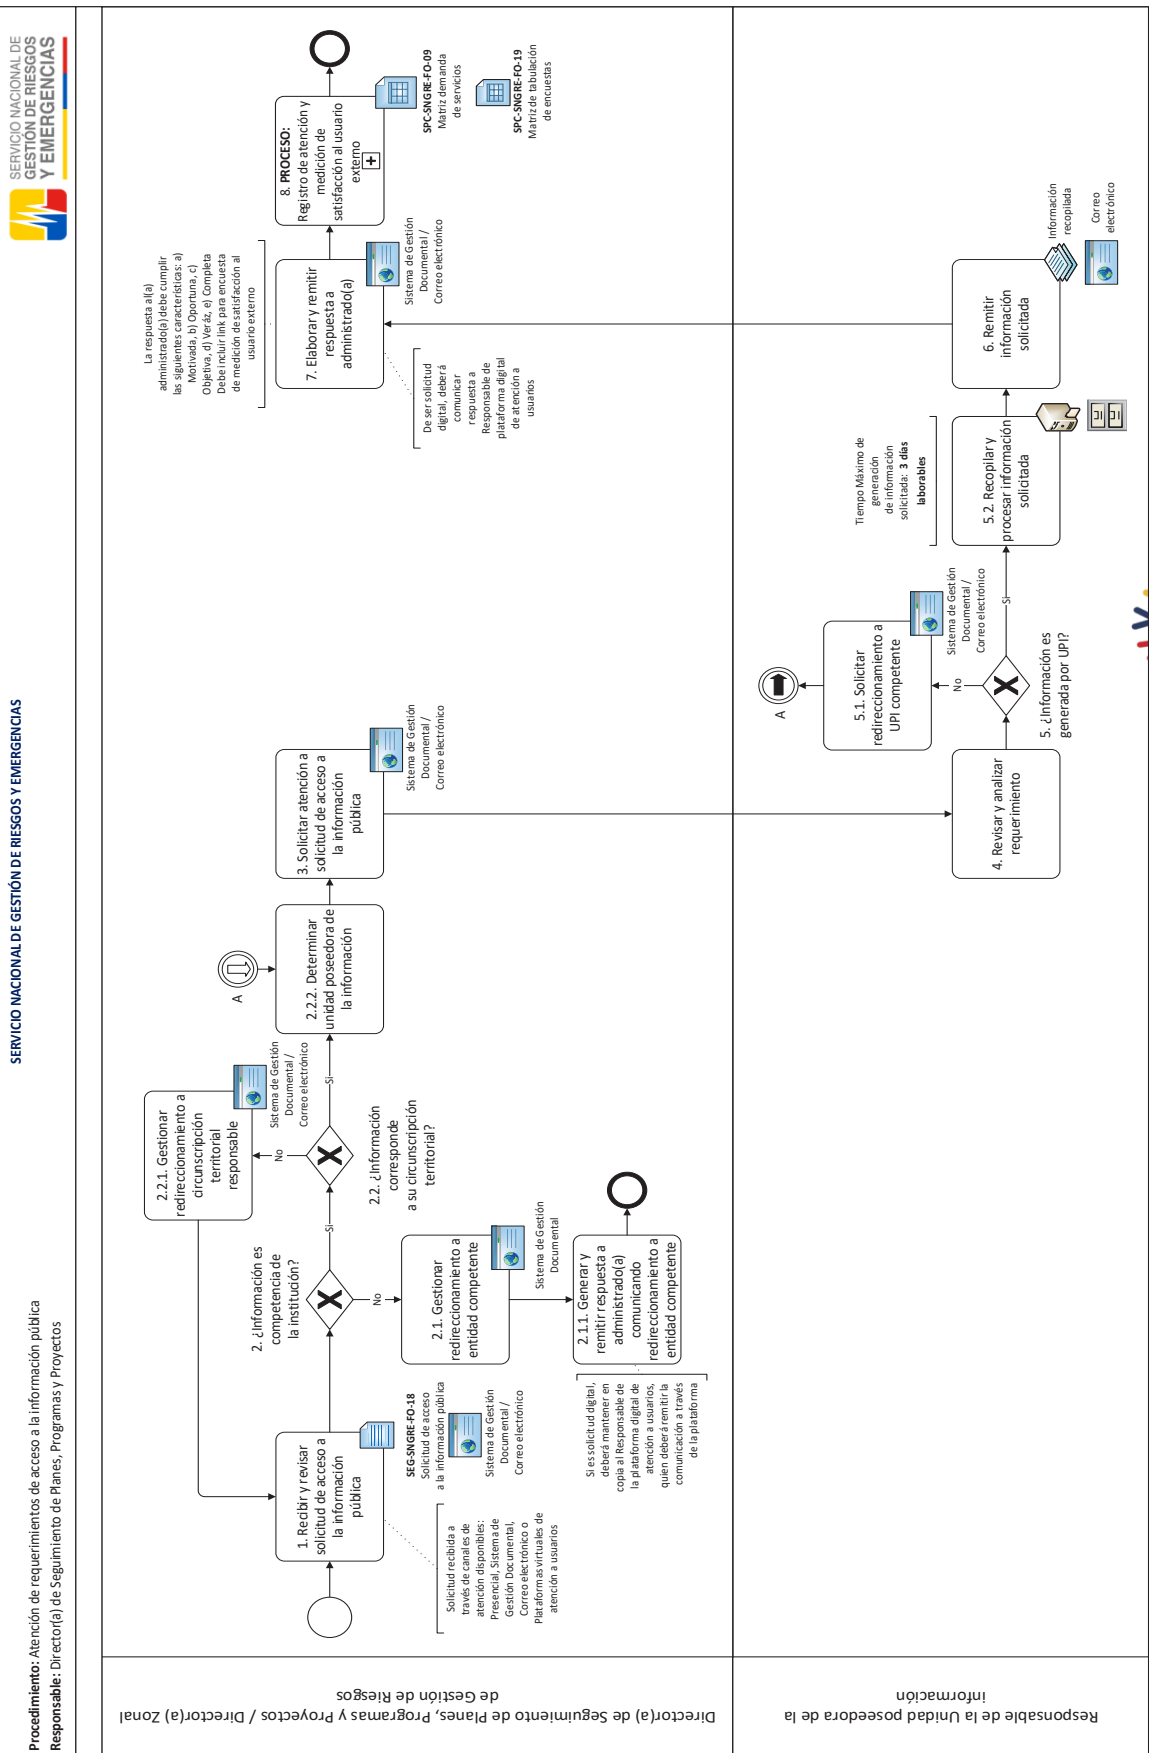 SERVICIO NACIONAL DE GESTIÓN DE RIESGOS Y EMERGENCIAS
SERVICIO NACIONAL DE
GESTIÓN DE RIESGOS
Y EMERGENCIAS
Procedimiento: Atención de requerimientos de acceso a la información pública
Responsable: Director(a) de Seguimiento de Planes, Programas y Proyectos
Director(a) de Seguimiento de Planes, Programas y Proyectos / Director(a) Zonal
de Gestión de Riesgos
1. Recibir y revisar
solicitud de acceso a
la información
pública
SEG-SNGRE-FO-18
Solicitud de acceso
a la información pública
Sistema de Gestión
Documental /
Correo electrónico
Solicitud recibida a
través de canales de
atención disponibles:
Presencial, Sistema de
Gestión Documental,
Correo electrónico o
Plataformas virtuales de
atención a usuarios
2. ¿Información es
competencia de
la institución?
No
Si
2.1. Gestionar
redireccionamiento a
entidad competente
Sistema de Gestión
Documental
2.1.1. Generar y
remitir respuesta a
administrado(a)
comunicando
redireccionamiento a
entidad competente
Si es solicitud digital,
deberá mantener en
copia al Responsable de
la plataforma digital de
atención a usuarios,
quien deberá remitir la
comunicación a través
de la plataforma
2.2. ¿Información
corresponde
a su circunscripción
territorial?
No
Si
2.2.1. Gestionar
redireccionamiento a
circunscripción
territorial
responsable
Sistema de Gestión
Documental /
Correo electrónico
A
2.2.2. Determinar
unidad poseedora de
la información
3. Solicitar atención a
solicitud de acceso a
la información
pública
Sistema de Gestión
Documental /
Correo electrónico
La respuesta al(a)
administrado(a) debe cumplir
las siguientes características: a)
Motivada, b) Oportuna, c)
Objetiva, d) Veráz, e) Completa
Debe incluir link para encuesta
de medición de satisfacción al
usuario externo
7. Elaborar y remitir
respuesta a
administrado(a)
Sistema de Gestión
Documental /
Correo electrónico
De ser solicitud
digital, deberá
comunicar
respuesta a
Responsable de
plataforma digital
de atención a
usuarios
8. PROCESO:
Registro de atención y
medición de
satisfacción al usuario
externo
SPC-SNGRE-FO-09
Matriz demanda
de servicios
SPC-SNGRE-FO-19
Matriz de tabulación
de encuestas
Responsable de la Unidad poseedora de la
información
4. Revisar y analizar
requerimiento
5. ¿Información es
generada por UPI?
No
Si
5.1. Solicitar
redireccionamiento a
UPI competente
Sistema de Gestión
Documental /
Correo electrónico
A
Tiempo Máximo de
generación
de información
solicitada: 3 días
laborables
5.2. Recopilar y
procesar información
solicitada
6. Remitir
información
solicitada
Información
recopilada
Correo
electrónico